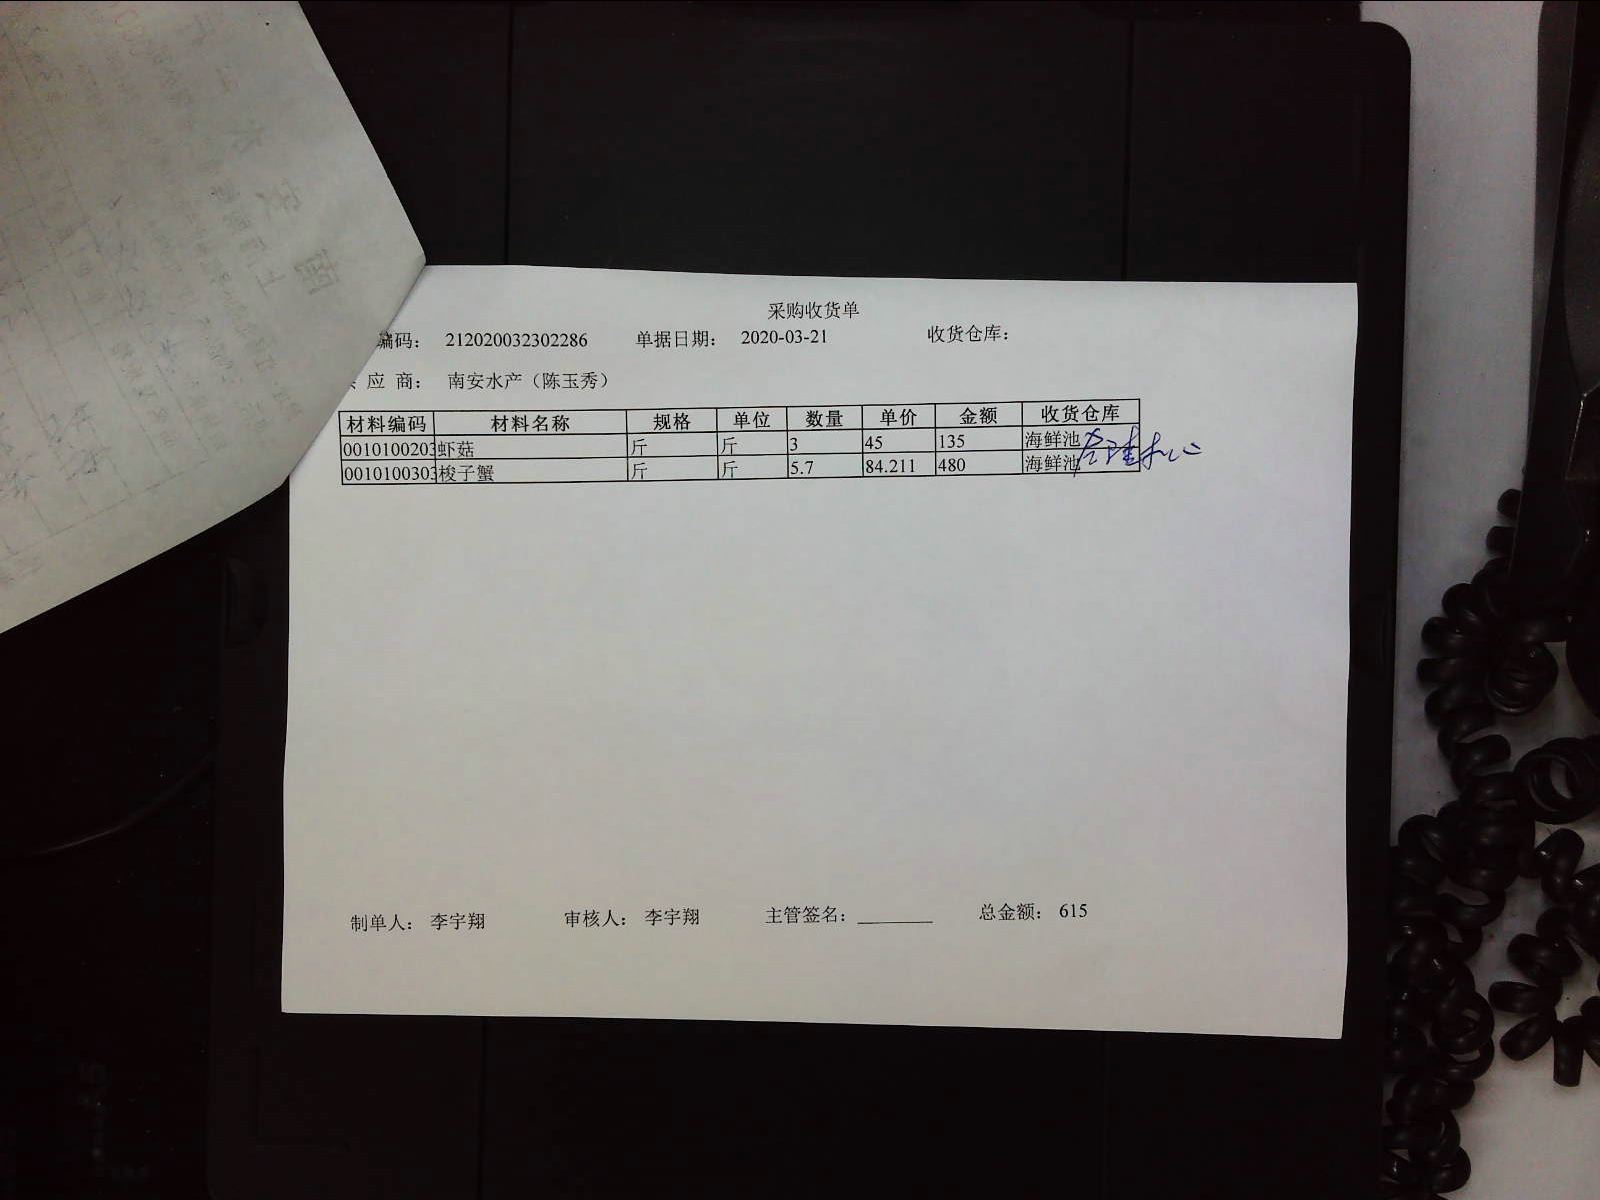 采购收货单
编码: 212020032302286 单据日期: 2020-03-21 收货仓库:
应 商: 南安水产（陈玉秀）
材料编码 材料名称 规格 单位 数量 单价 金额 收货仓库
0010100203 虾菇 斤 斤 3 45 135 海鲜池
0010100303 梭子蟹 斤 斤 5.7 84.211 480 海鲜池
制单人: 李宇翔 审核人: 李宇翔 主管签名: 总金额: 615